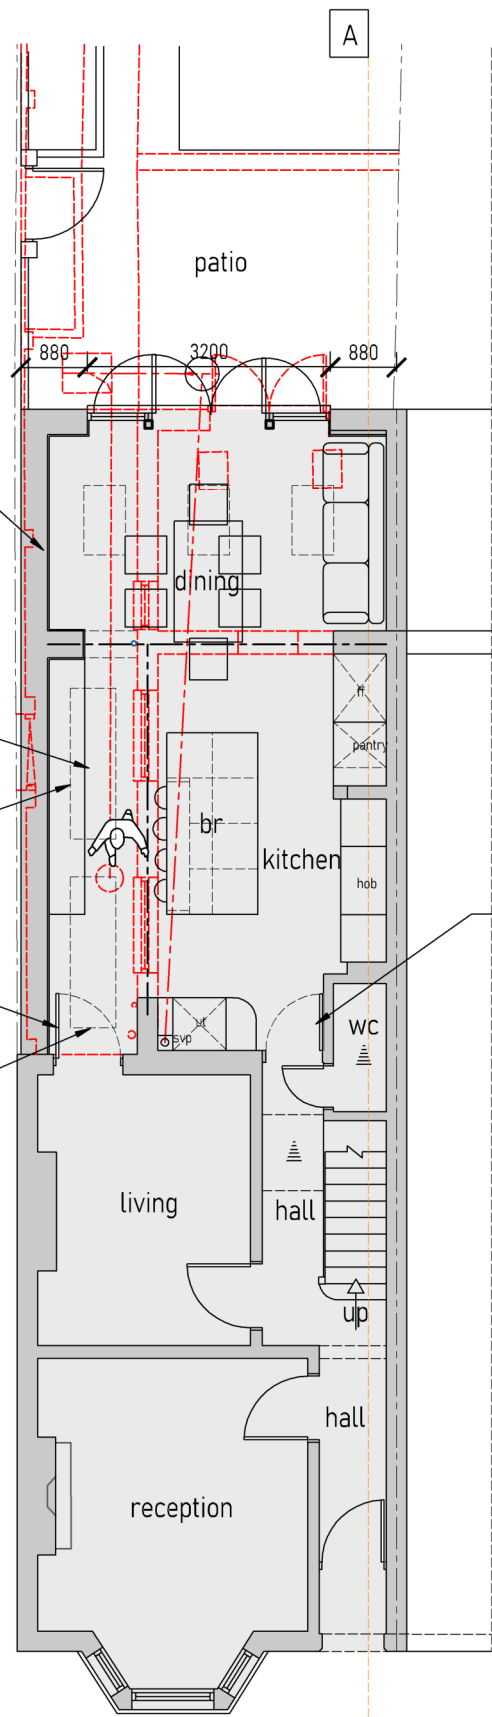 A
patio
880 3200 880
dining
ff
pantry
br
kitchen
hob
ut
svp
wc
living
hall
up
hall
reception